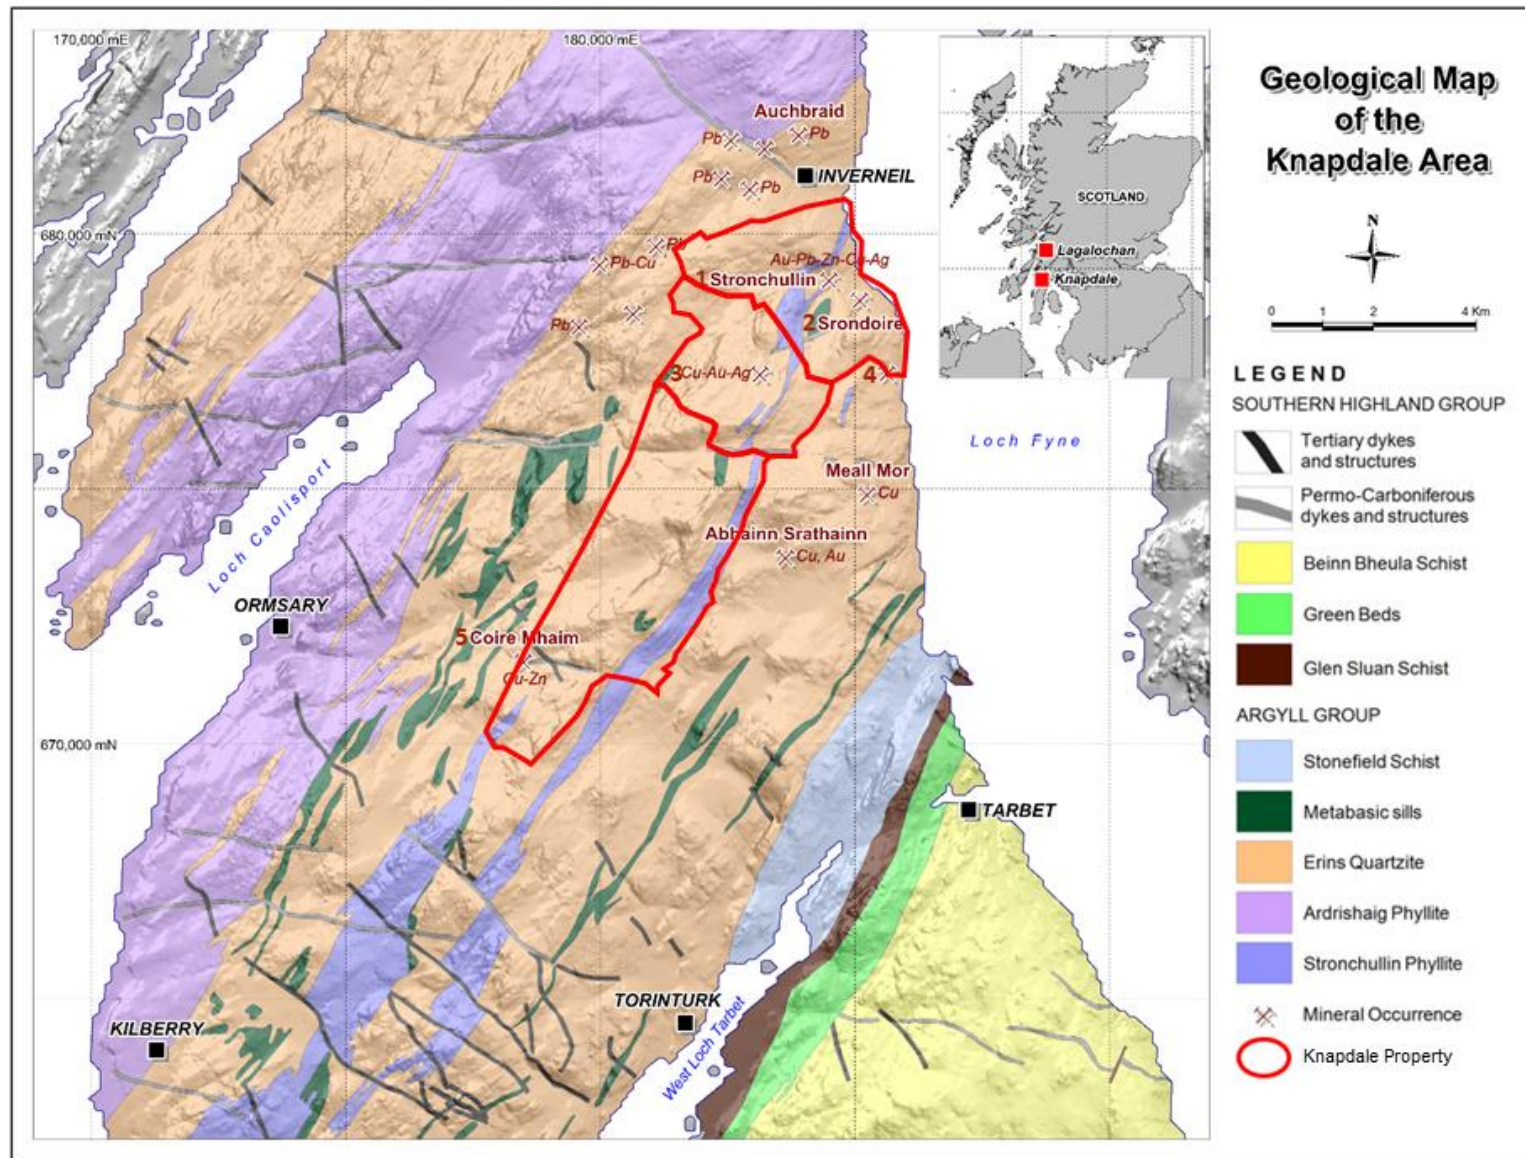 170,000 mE
180,000 mE
680,000 mN
670,000 mN
Auchbraid
Pb
Pb
Pb
Pb
INVERNEIL
Pb-Cu
Pb
Au-Pb-Zn-Cu-Ag
1 Stronchullin
2 Srondoire
3 Cu-Au-Ag
4
Loch Fyne
Meall Mor
Cu
Abhainn Srathainn
Cu, Au
Loch Caolisport
ORMSARY
5 Coire Mhaim
Cu-Zn
TARBET
TORINTURK
West Loch Tarbet
KILBERRY
SCOTLAND
Lagalochan
Knapdale
Geological Map
of the
Knapdale Area
N
0 1 2 4 Km
LEGEND
SOUTHERN HIGHLAND GROUP
Tertiary dykes
and structures
Permo-Carboniferous
dykes and structures
Beinn Bheula Schist
Green Beds
Glen Sluan Schist
ARGYLL GROUP
Stonefield Schist
Metabasic sills
Erins Quartzite
Ardrishaig Phyllite
Stronchullin Phyllite
Mineral Occurrence
Knapdale Property